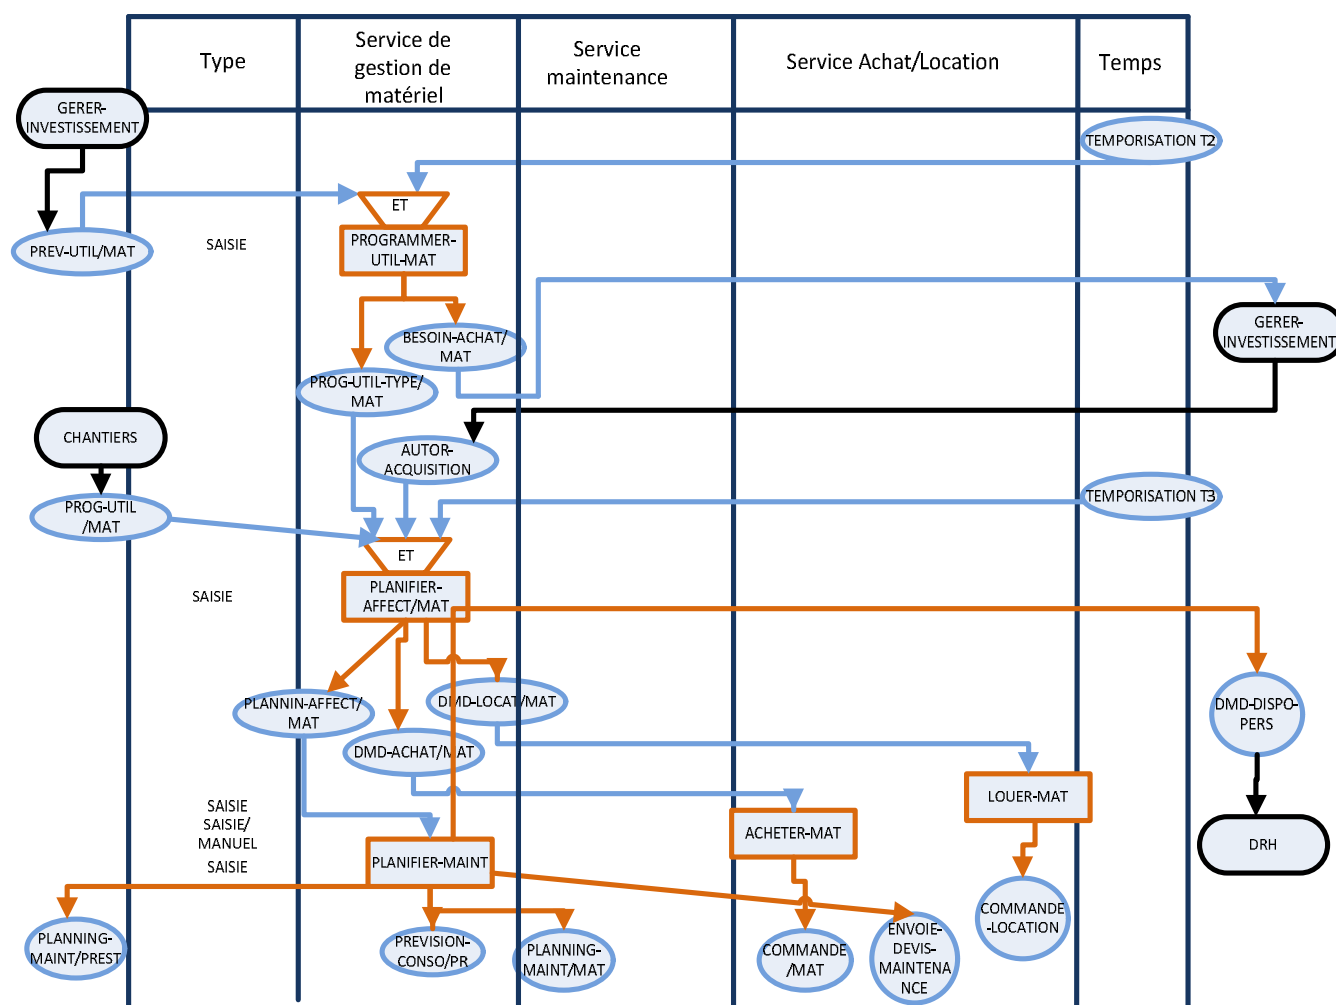 Type
Service de
gestion de
matériel
Service
maintenance
Service Achat/Location
Temps
GERER-
INVESTISSEMENT
TEMPORISATION T2
ET
PREV-UTIL/MAT
SAISIE
PROGRAMMER-
UTIL-MAT
BESOIN-ACHAT/
MAT
GERER-
INVESTISSEMENT
PROG-UTIL-TYPE/
MAT
CHANTIERS
AUTOR-
ACQUISITION
PROG-UTIL
/MAT
TEMPORISATION T3
ET
SAISIE
PLANIFIER-
AFFECT/MAT
PLANNIN-AFFECT/
MAT
DMD-LOCAT/MAT
DMD-DISPO-
PERS
DMD-ACHAT/MAT
SAISIE
SAISIE/
MANUEL
SAISIE
LOUER-MAT
ACHETER-MAT
DRH
PLANIFIER-MAINT
PLANNING-
MAINT/PREST
PREVISION-
CONSO/PR
PLANNING-
MAINT/MAT
COMMANDE
/MAT
ENVOIE-
DEVIS-
MAINTENA
NCE
COMMANDE
-LOCATION